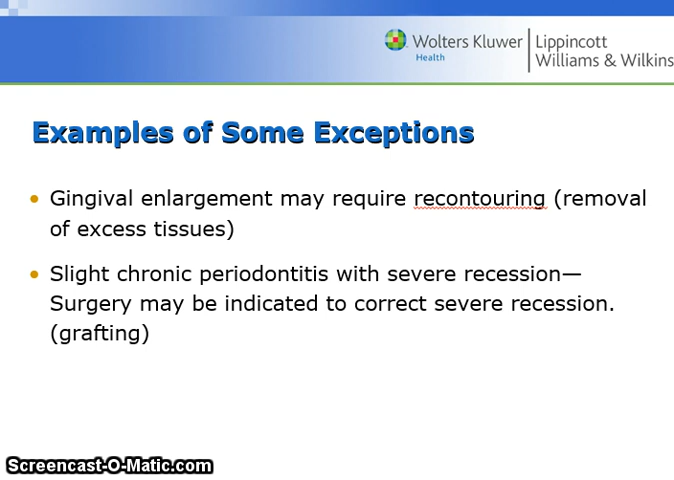 Wolters Kluwer
Health
Lippincott
Williams & Wilkins
Examples of Some Exceptions
• Gingival enlargement may require recontouring (removal
of excess tissues)
• Slight chronic periodontitis with severe recession—
Surgery may be indicated to correct severe recession.
(grafting)
Screencast-O-Matic.com